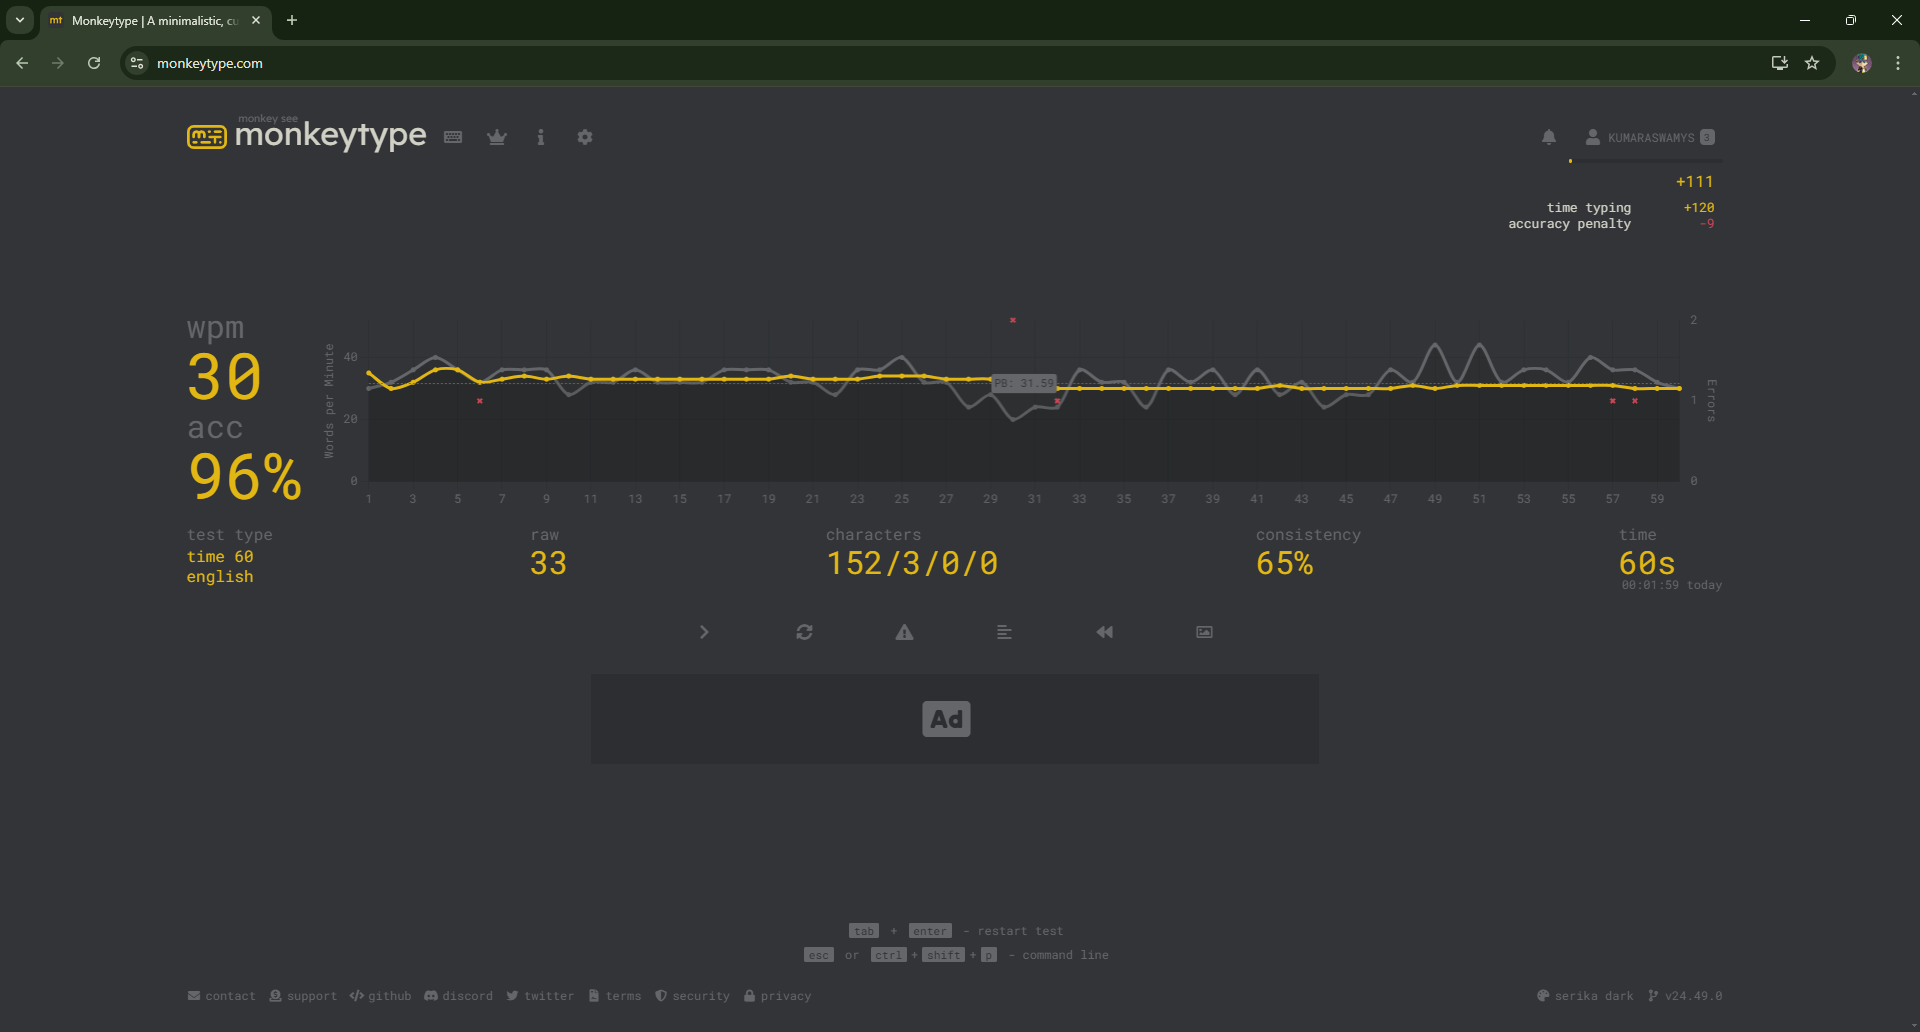 Monkeytype | A minimalistic, cu
monkeytype.com
monkey see
monkeytype
KUMARASWAMYS 3
+111
time typing +120
accuracy penalty -9
wpm
30
acc
96%
Words per Minute
40
20
0
PB: 31.59
2
1
0
Errors
1 3 5 7 9 11 13 15 17 19 21 23 25 27 29 31 33 35 37 39 41 43 45 47 49 51 53 55 57 59
test type
time 60
english
raw
33
characters
152/3/0/0
consistency
65%
time
60s
00:01:59 today
Ad
tab + enter - restart test
esc or ctrl + shift + p - command line
contact support github discord twitter terms security privacy
serika dark v24.49.0